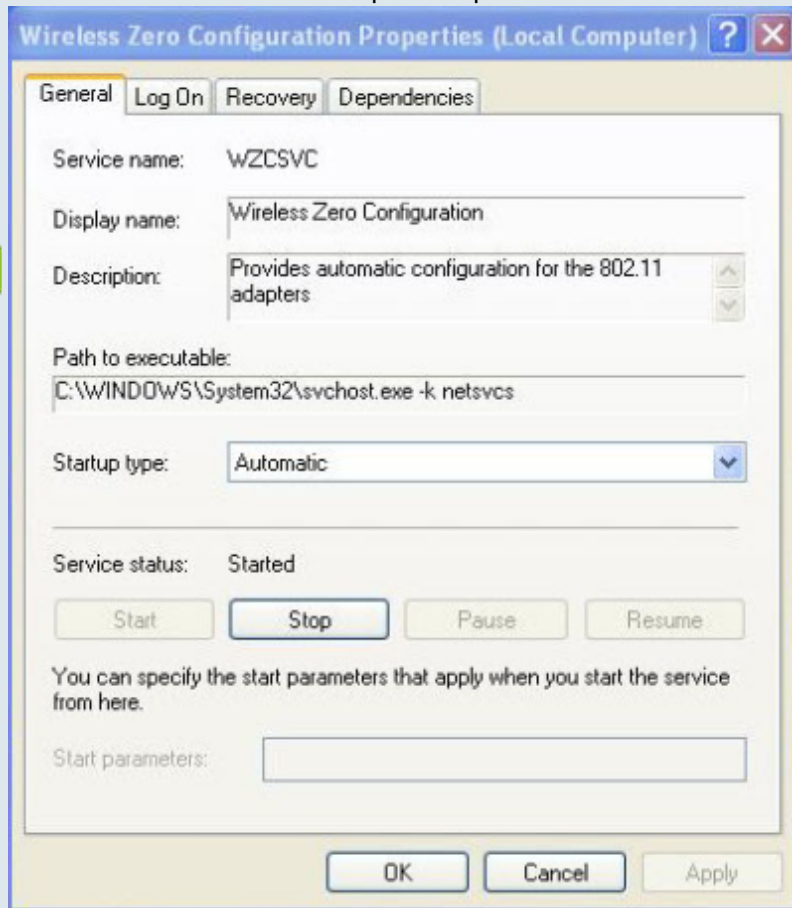 Wireless Zero Configuration Properties (Local Computer)
General Log On Recovery Dependencies
Service name: WZCSVC
Display name: Wireless Zero Configuration
Description: Provides automatic configuration for the 802.11
adapters
Path to executable:
C:\WINDOWS\System32\svchost.exe -k netsvcs
Startup type: Automatic
Service status: Started
Start Stop Pause Resume
You can specify the start parameters that apply when you start the service
from here.
Start parameters:
OK Cancel Apply